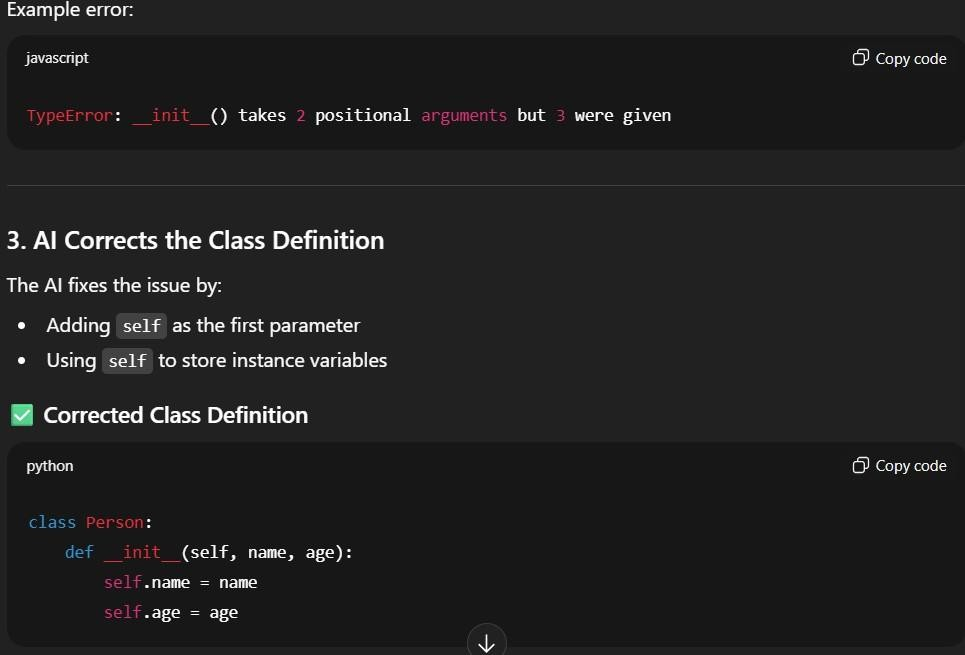 Example error:
javascript
Copy code
TypeError: __init__() takes 2 positional arguments but 3 were given
3. AI Corrects the Class Definition
The AI fixes the issue by:
• Adding self as the first parameter
• Using self to store instance variables
✅ Corrected Class Definition
python
Copy code
class Person:
    def __init__(self, name, age):
        self.name = name
        self.age = age